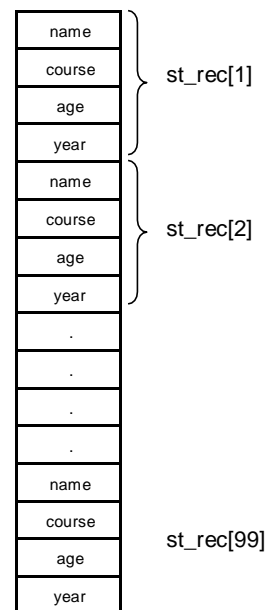 name
course
st_rec[1]
age
year
name
course
st_rec[2]
age
year
.
.
.
.
name
course
st_rec[99]
age
year